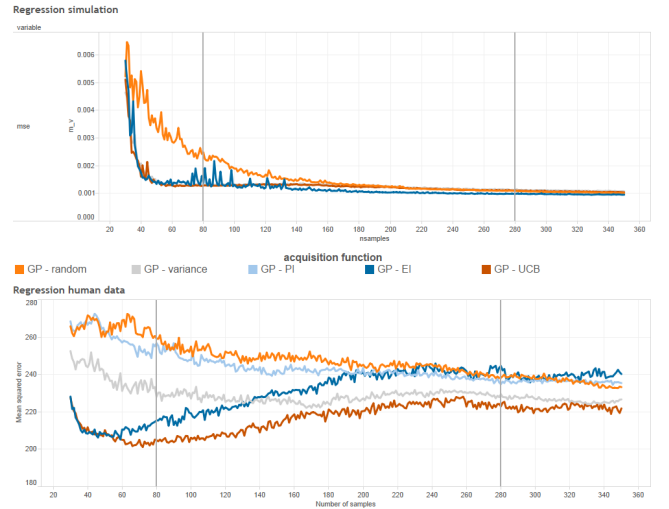 Regression simulation
variable
mse
m_v
0.006
0.005
0.004
0.003
0.002
0.001
0.000
20 40 60 80 100 120 140 160 180 200 220 240 260 280 300 320 340 360
nsamples
acquisition function
GP - random GP - variance GP - PI GP - EI GP - UCB
Regression human data
Mean squared error
280
260
240
220
200
180
20 40 60 80 100 120 140 160 180 200 220 240 260 280 300 320 340 360
Number of samples